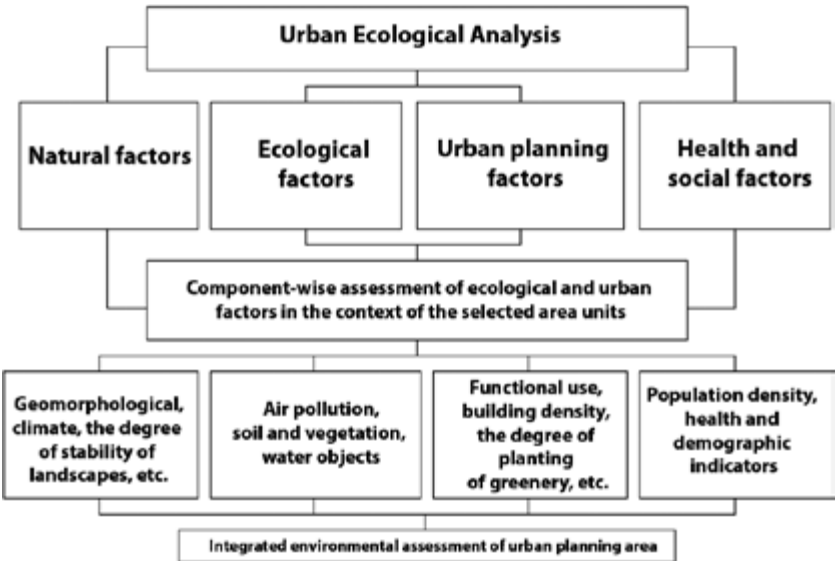 Urban Ecological Analysis
Natural factors
Ecological
factors
Urban planning
factors
Health and
social factors
Component-wise assessment of ecological and urban
factors in the context of the selected area units
Geomorphological,
climate, the degree
of stability of
landscapes, etc.
Air pollution,
soil and vegetation,
water objects
Functional use,
building density,
the degree of
planting
of greenery, etc.
Population density,
health and
demographic
indicators
Integrated environmental assessment of urban planning area